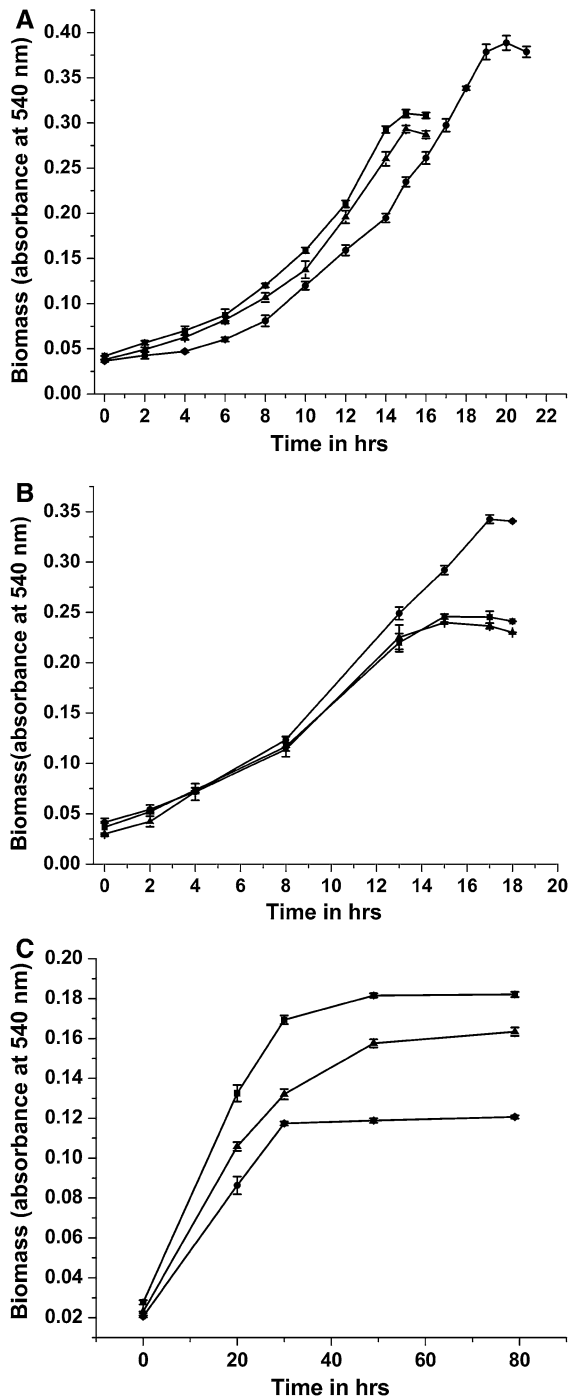 A
Biomass (absorbance at 540 nm)
0.40
0.35
0.30
0.25
0.20
0.15
0.10
0.05
0.00
0 2 4 6 8 10 12 14 16 18 20 22
Time in hrs
B
Biomass(absorbance at 540 nm)
0.35
0.30
0.25
0.20
0.15
0.10
0.05
0.00
0 2 4 6 8 10 12 14 16 18 20
Time in hrs
C
Biomass (absorbance at 540 nm)
0.20
0.18
0.16
0.14
0.12
0.10
0.08
0.06
0.04
0.02
0 20 40 60 80
Time in hrs